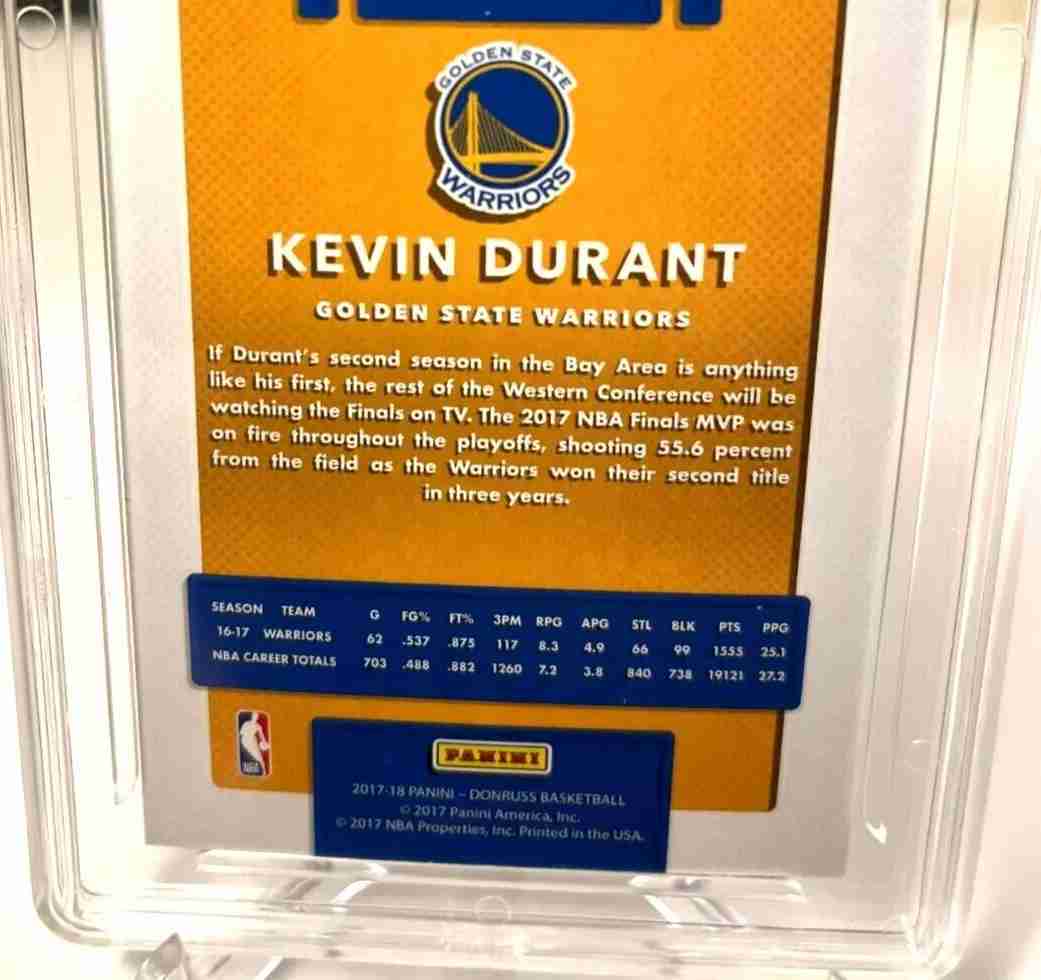 GOLDEN STATE
WARRIORS
KEVIN DURANT
GOLDEN STATE WARRIORS
If Durant's second season in the Bay Area is anything
like his first, the rest of the Western Conference will be
watching the Finals on TV. The 2017 NBA Finals MVP was
on fire throughout the playoffs, shooting 55.6 percent
from the field as the Warriors won their second title
in three years.
SEASON TEAM G FG% FT% 3PM RPG APG STL BLK PTS PPG
16-17 WARRIORS 62 .537 .875 117 8.3 4.9 66 99 1555 25.1
NBA CAREER TOTALS 703 .488 .882 1260 7.2 3.8 840 738 19121 27.2
NBA
PANINI
2017-18 PANINI – DONRUSS BASKETBALL
© 2017 Panini America, Inc.
© 2017 NBA Properties, Inc. Printed in the USA.